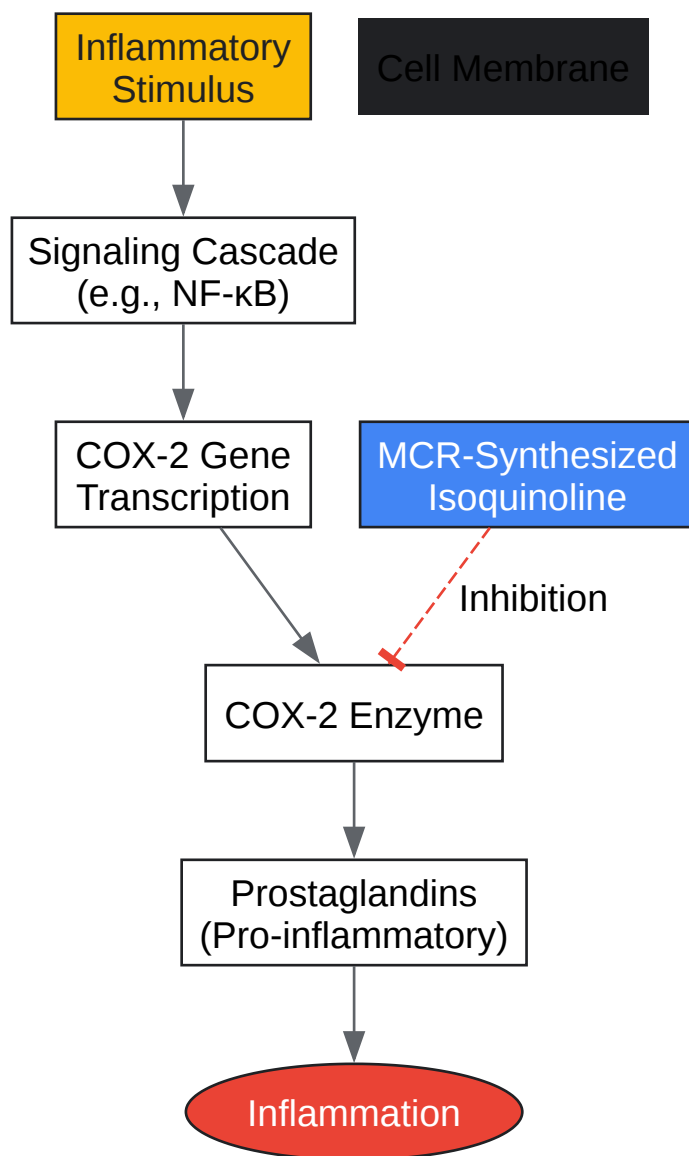 Inflammatory
Stimulus
Cell Membrane
Signaling Cascade
(e.g., NF-κB)
COX-2 Gene
Transcription
MCR-Synthesized
Isoquinoline
Inhibition
COX-2 Enzyme
Prostaglandins
(Pro-inflammatory)
Inflammation